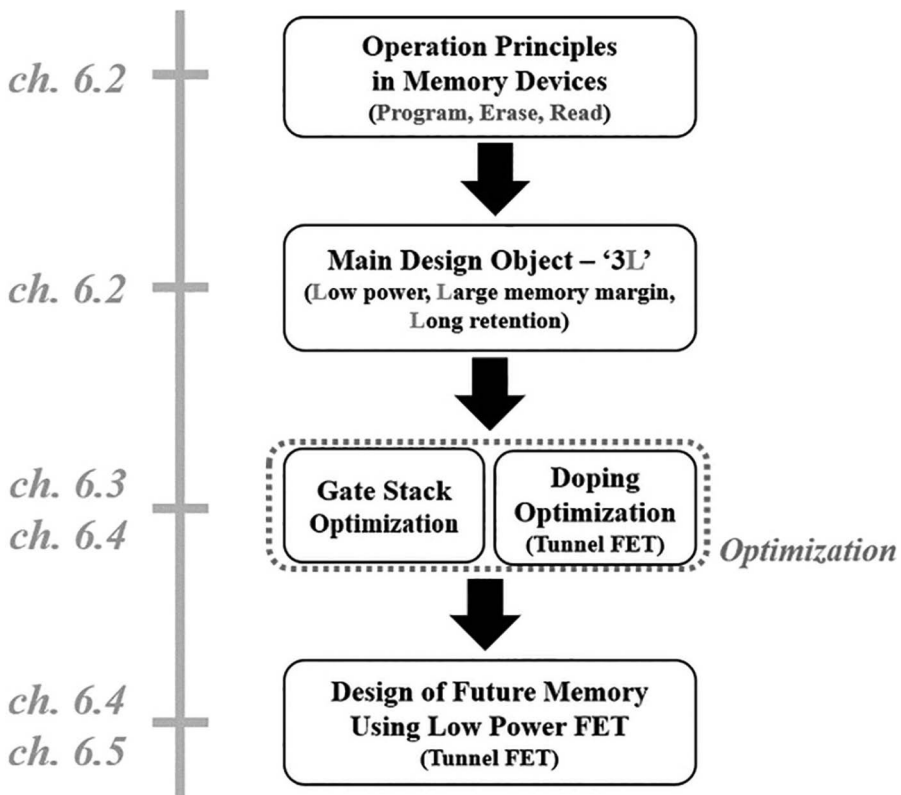 ch. 6.2
Operation Principles
in Memory Devices
(Program, Erase, Read)
ch. 6.2
Main Design Object – ‘3L’
(Low power, Large memory margin,
Long retention)
ch. 6.3
ch. 6.4
Gate Stack
Optimization
Doping
Optimization
(Tunnel FET)
Optimization
ch. 6.4
ch. 6.5
Design of Future Memory
Using Low Power FET
(Tunnel FET)